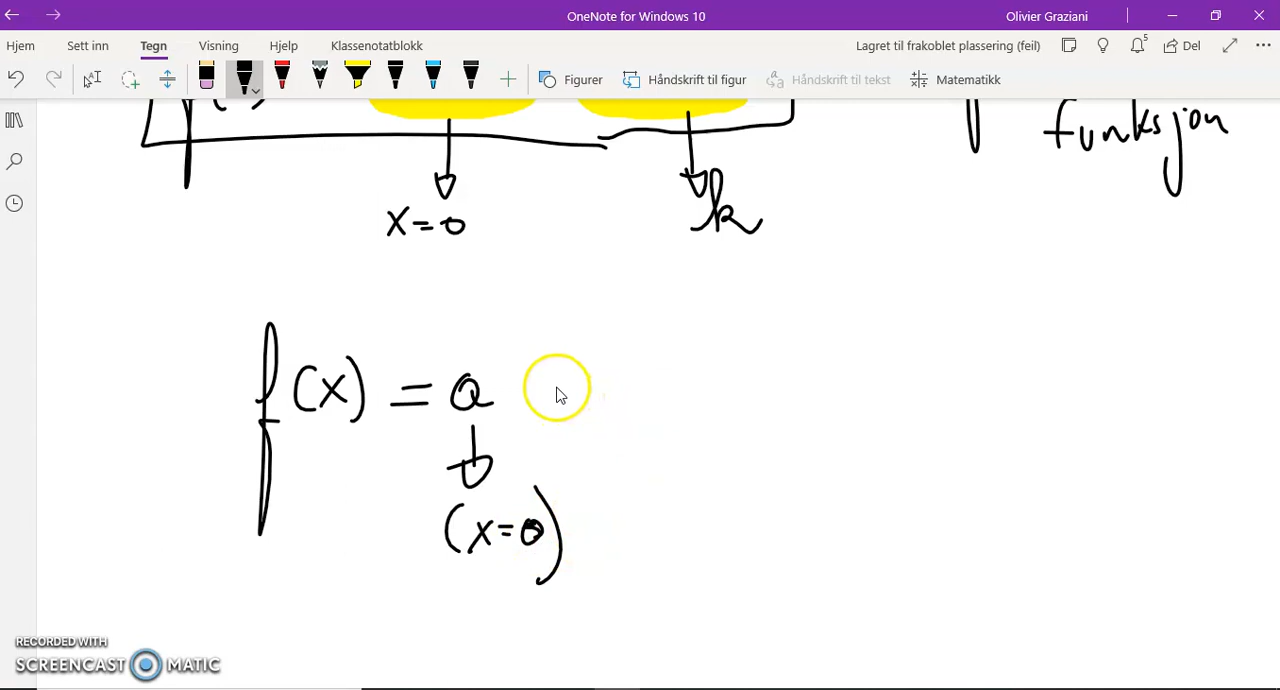 OneNote for Windows 10
Olivier Graziani
Hjem Sett inn Tegn Visning Hjelp Klassenotatblokk
Lagret til frakoblet plassering (feil)
5
Del
Figurer Håndskrift til figur Håndskrift til tekst Matematikk
funksjon
x=0
k
f(x) = a
(x=0)
RECORDED WITH
SCREENCAST MATIC